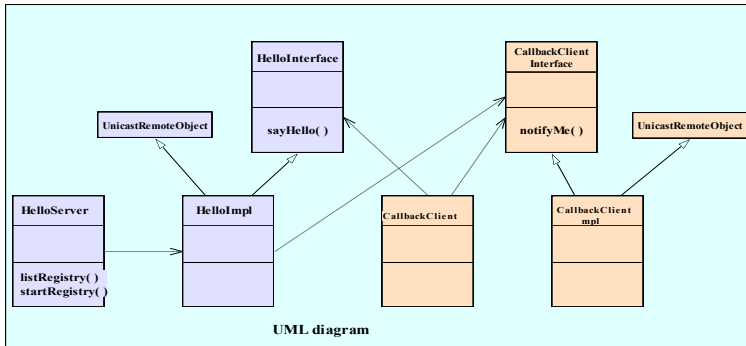 HelloInterface
sayHello( )
CallbackClient
Interface
notifyMe( )
UnicastRemoteObject
UnicastRemoteObject
HelloServer
listRegistry( )
startRegistry( )
HelloImpl
CallbackClient
CallbackClient
mpl
UML diagram